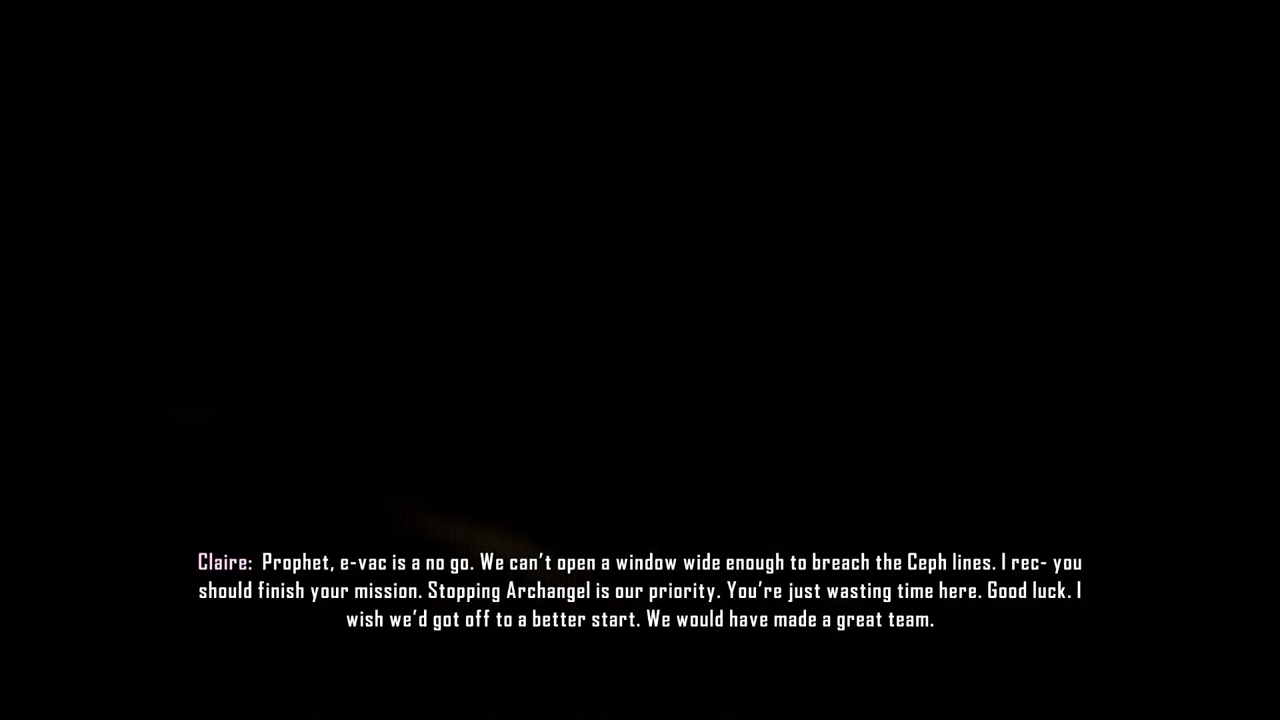 Claire: Prophet, e-vac is a no go. We can't open a window wide enough to breach the Ceph lines. I rec- you
should finish your mission. Stopping Archangel is our priority. You're just wasting time here. Good luck. I
wish we'd got off to a better start. We would have made a great team.